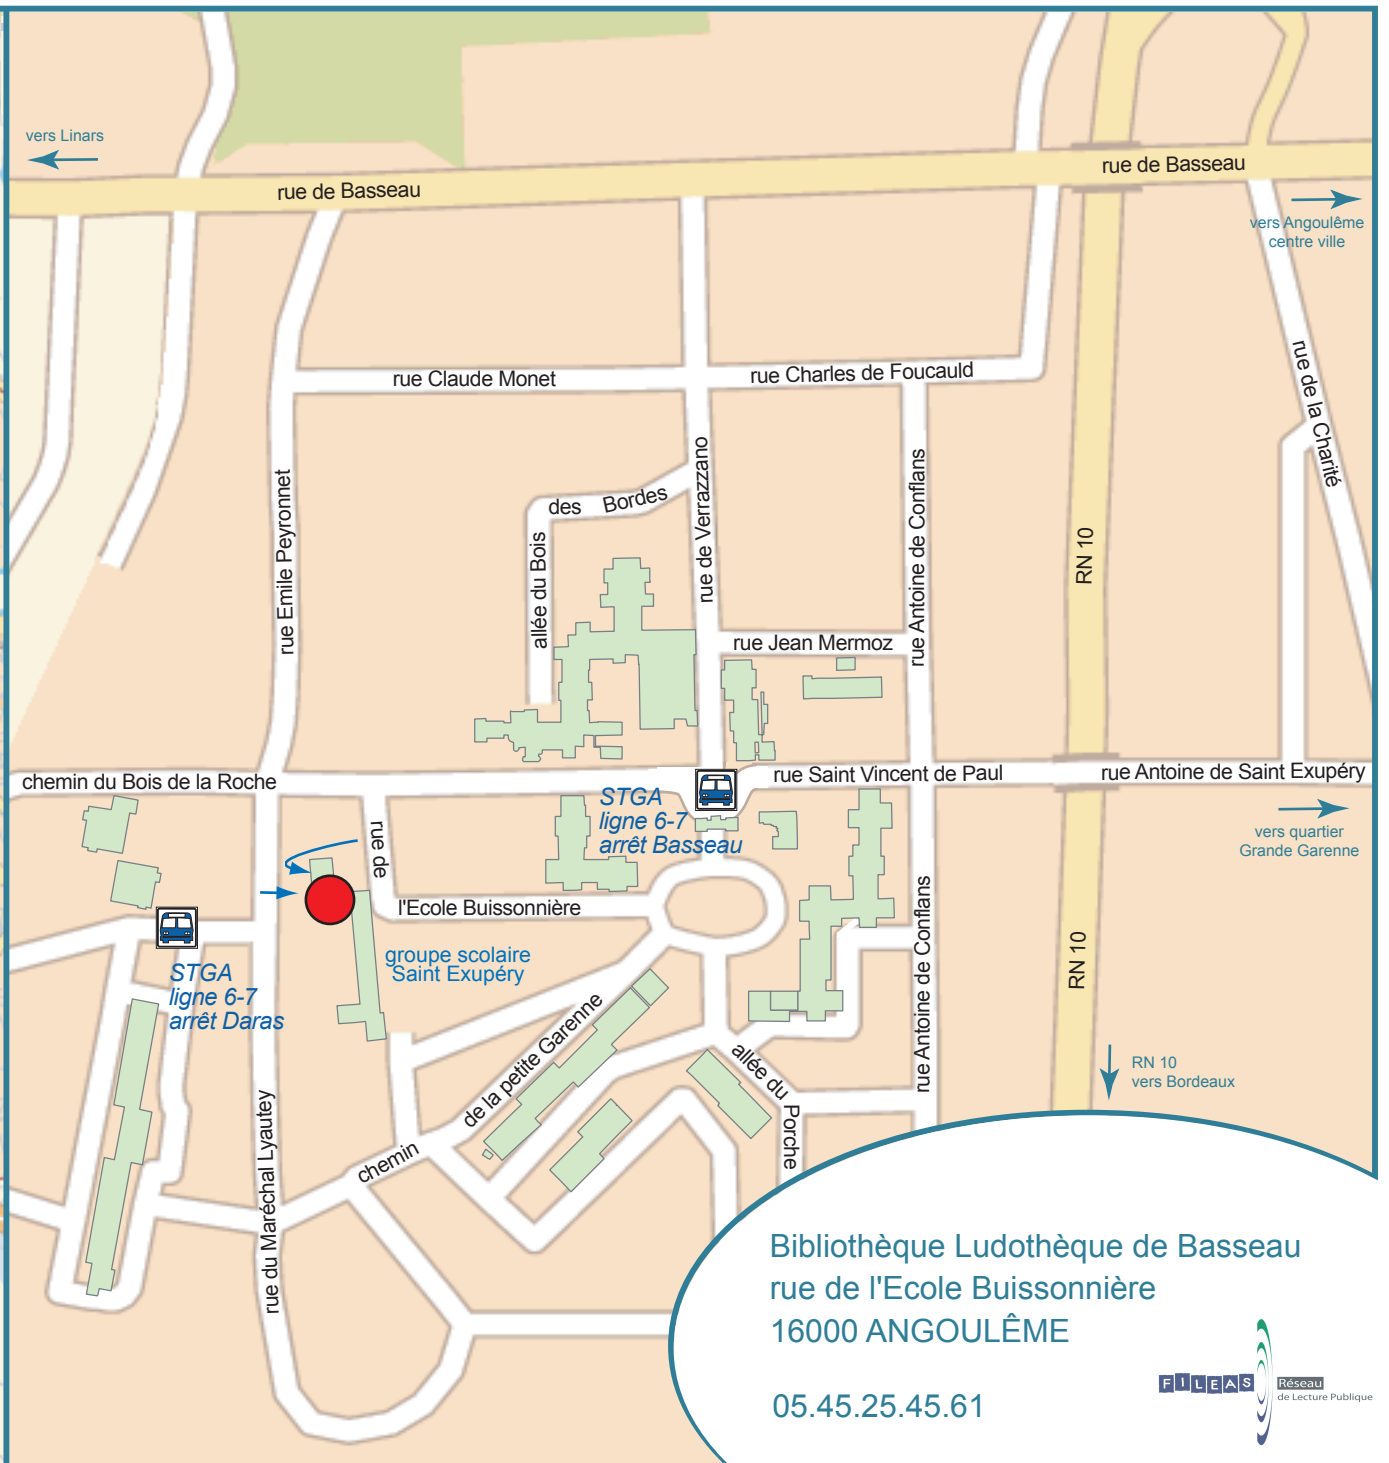 vers Linars
rue de Basseau
rue de Basseau
vers Angoulême
centre ville
rue Claude Monet
rue Charles de Foucauld
rue de la Charité
rue Emile Peyronnet
allée du Bois
des Bordes
rue de Verrazzano
rue Antoine de Conflans
RN 10
rue Jean Mermoz
chemin du Bois de la Roche
rue Saint Vincent de Paul
rue Antoine de Saint Exupéry
STGA
ligne 6-7
arrêt Basseau
vers quartier
Grande Garenne
rue de
l'Ecole Buissonnière
groupe scolaire
Saint Exupéry
STGA
ligne 6-7
arrêt Daras
rue Antoine de Conflans
RN 10
RN 10
vers Bordeaux
chemin
de la petite Garenne
allée du
Porche
rue du Maréchal Lyautey
Bibliothèque Ludothèque de Basseau
rue de l'Ecole Buissonnière
16000 ANGOULÊME
05.45.25.45.61
FILEAS
Réseau
de Lecture Publique